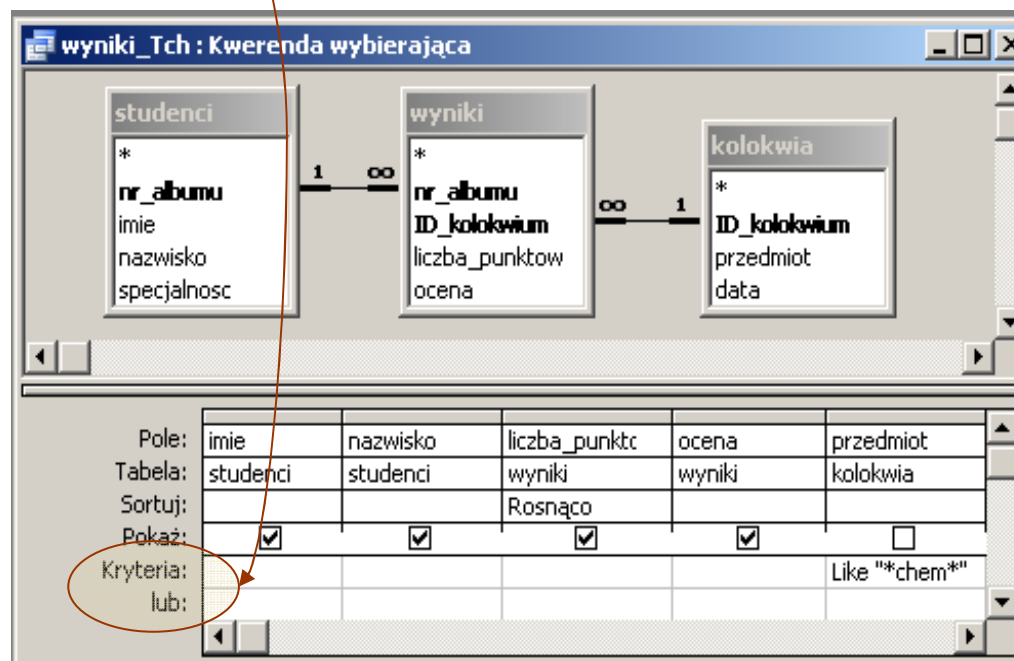 wyniki_Tch : Kwerenda wybierająca
studenci
*
nr_albumu
imie
nazwisko
specjalnosc
1 ∞
wyniki
*
nr_albumu
ID_kolokwium
liczba_punktow
ocena
∞ 1
kolokwia
*
ID_kolokwium
przedmiot
data
Pole: imie nazwisko liczba_punktc ocena przedmiot
Tabela: studenci studenci wyniki wyniki kolokwia
Sortuj: Rosnąco
Pokaż:
Kryteria: Like "*chem*"
lub: